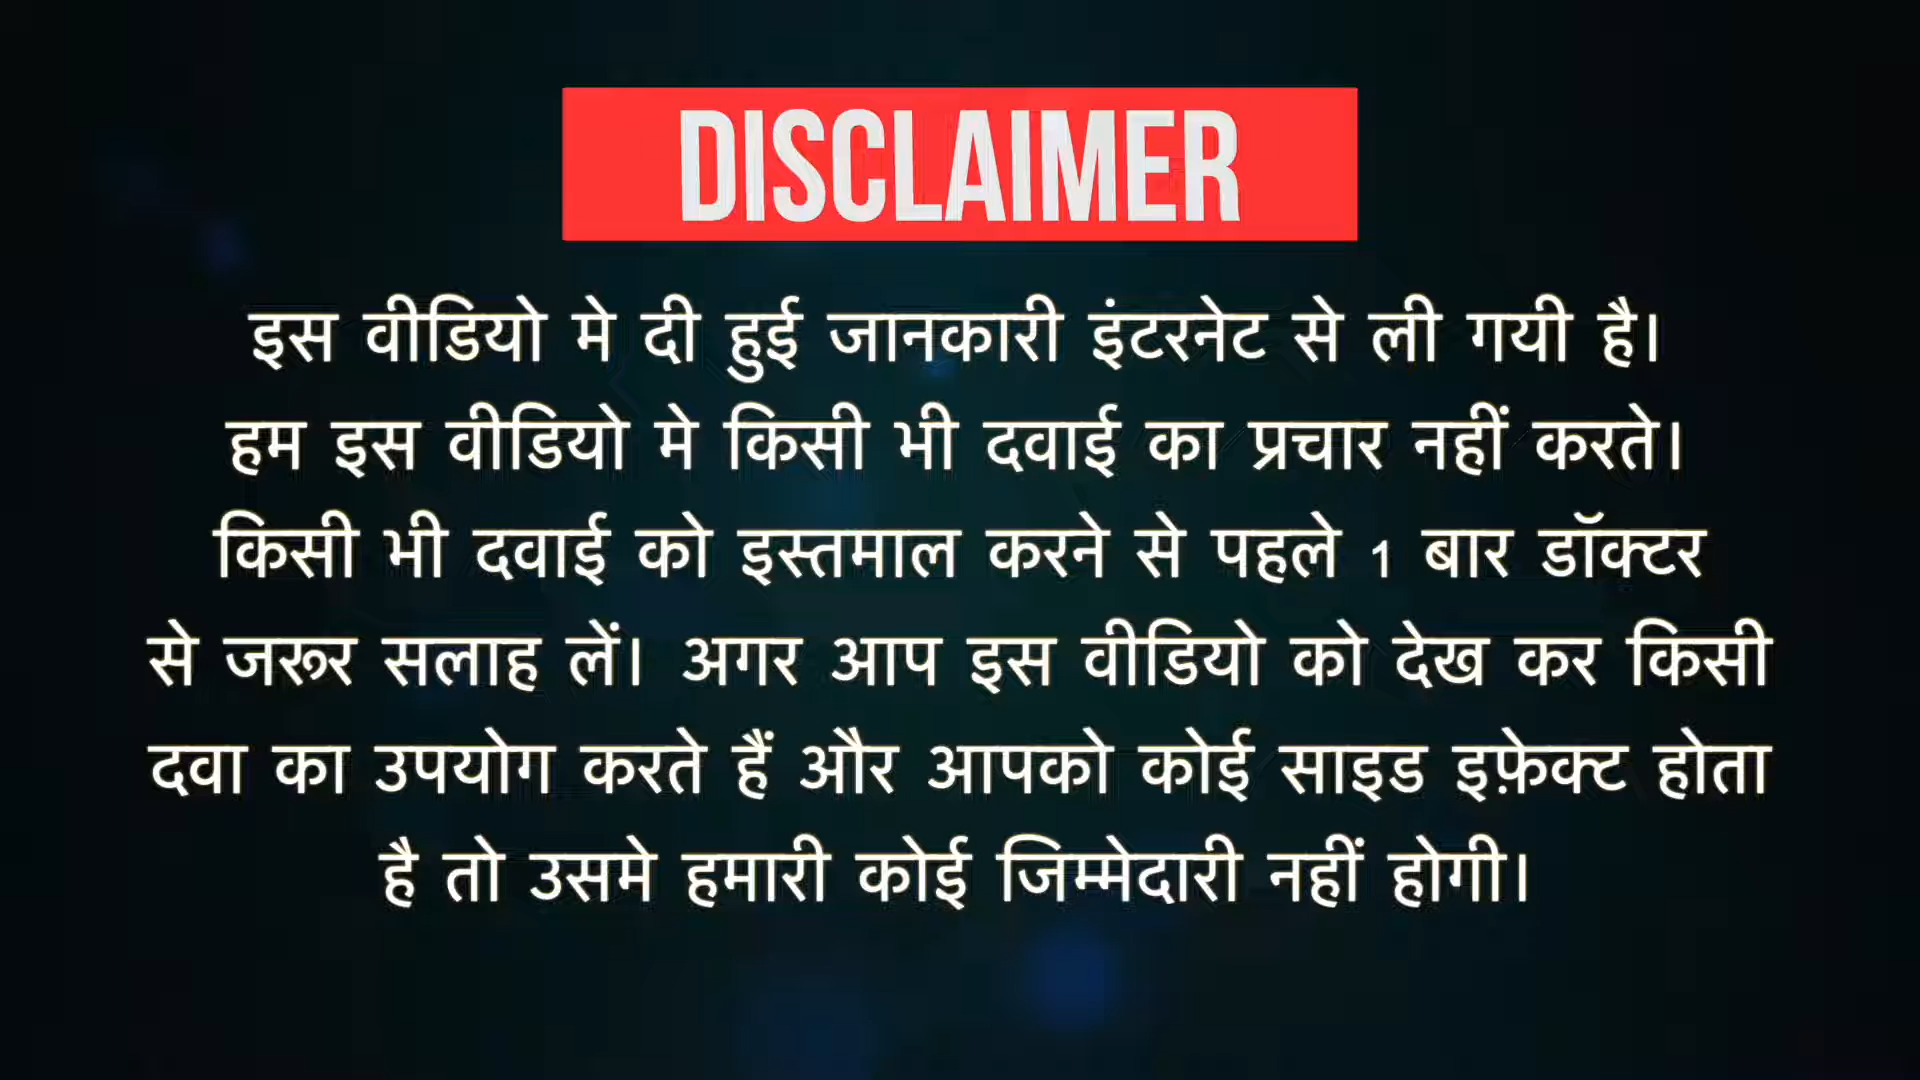 DISCLAIMER
इस वीडियो मे दी हुई जानकारी इंटरनेट से ली गयी है।
हम इस वीडियो मे किसी भी दवाई का प्रचार नहीं करते।
किसी भी दवाई को इस्तमाल करने से पहले 1 बार डॉक्टर
से जरूर सलाह लें। अगर आप इस वीडियो को देख कर किसी
दवा का उपयोग करते हैं और आपको कोई साइड इफ़ेक्ट होता
है तो उसमे हमारी कोई जिम्मेदारी नहीं होगी।